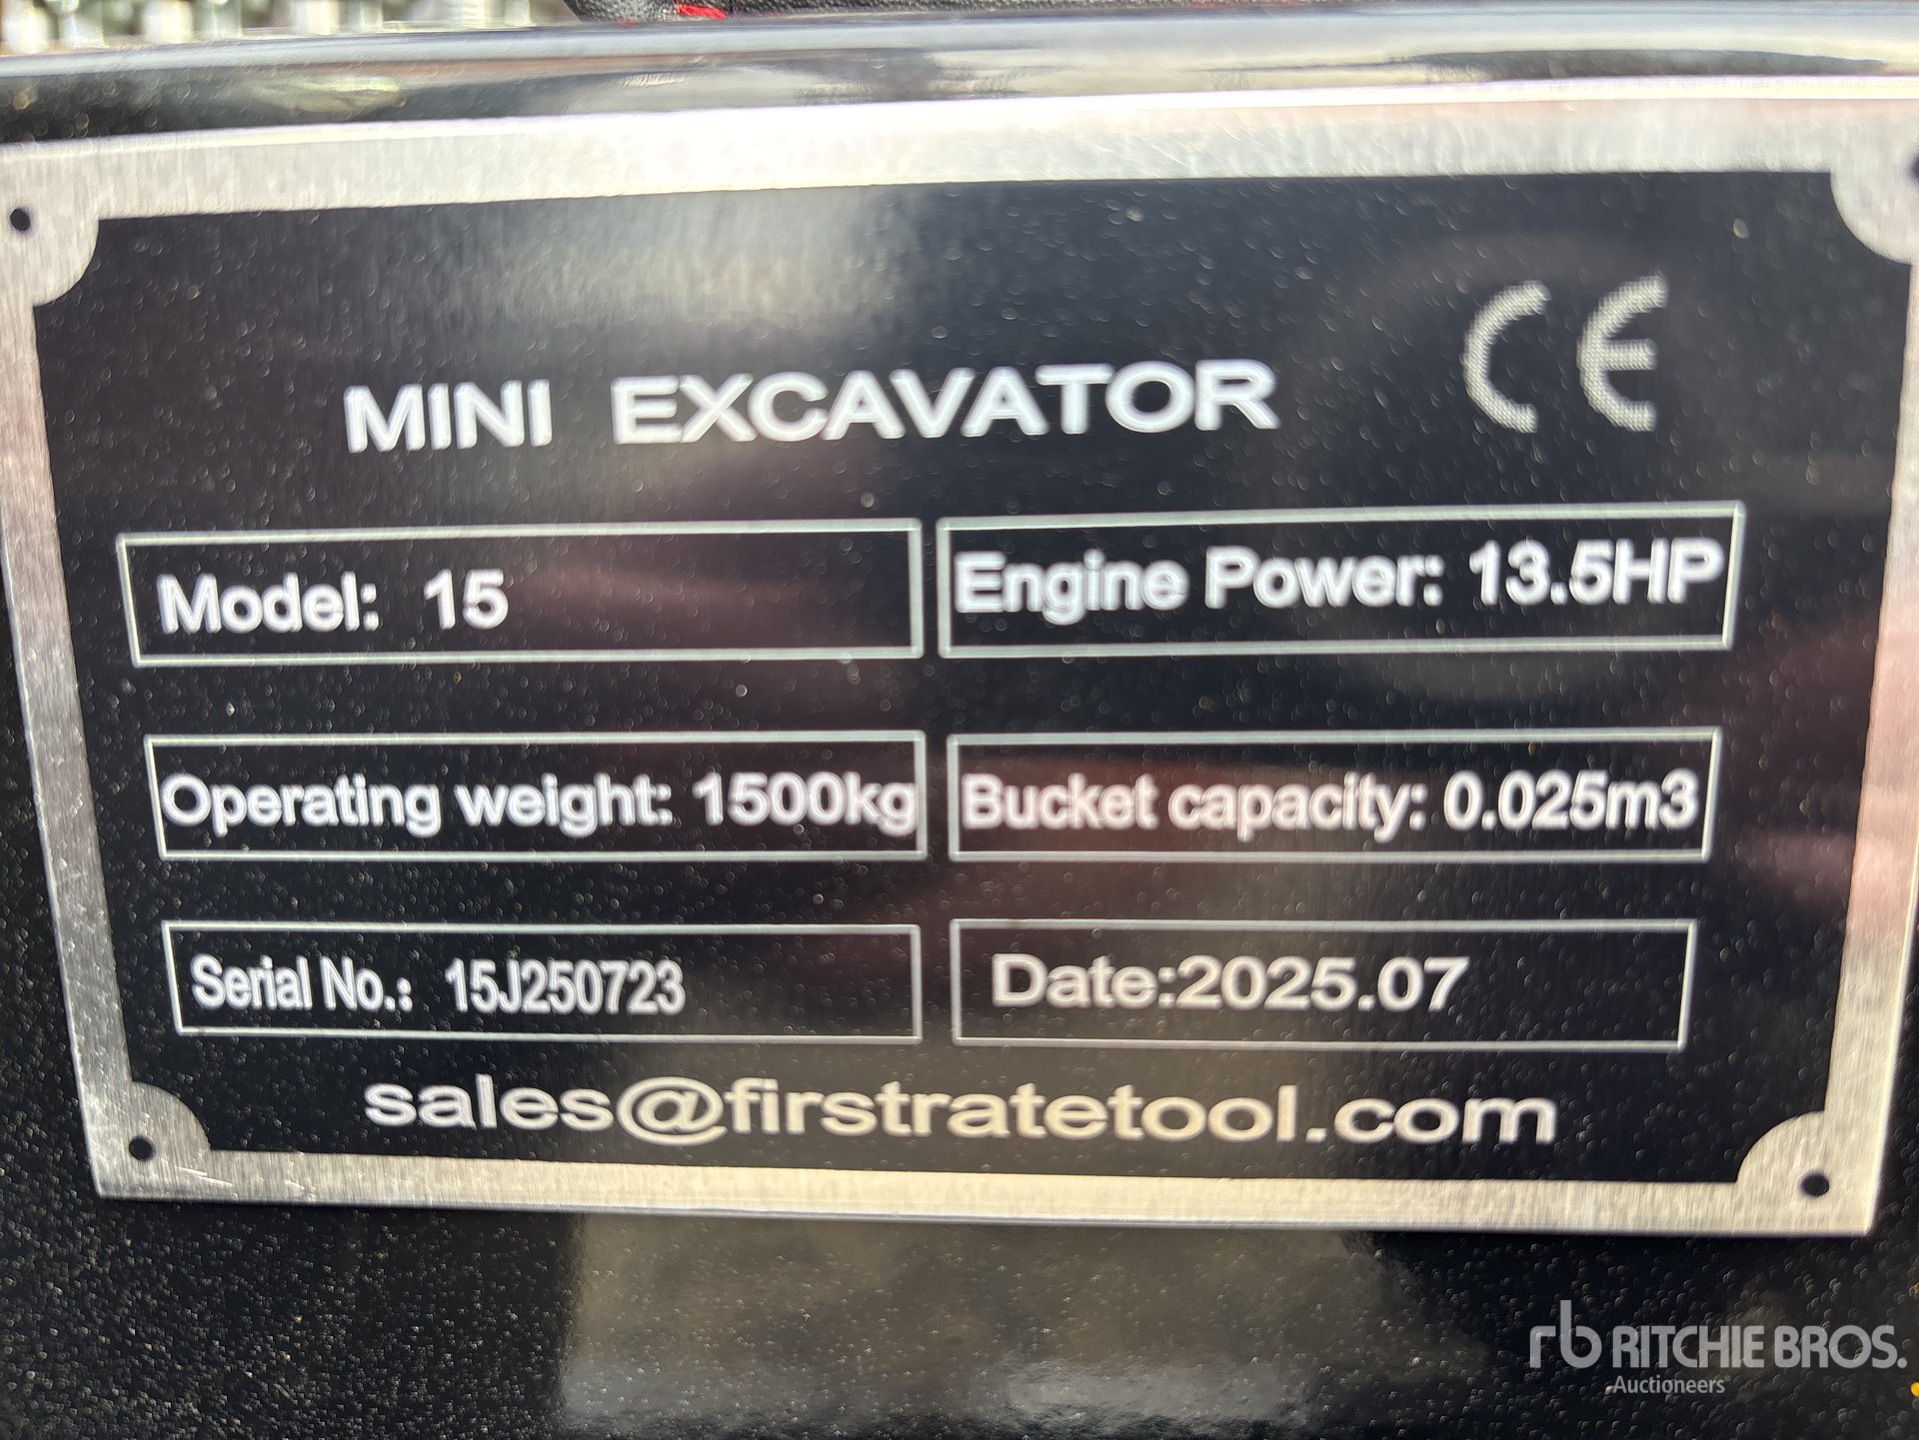 CE
MINI EXCAVATOR
Model: 15
Engine Power: 13.5HP
Operating weight: 1500kg
Bucket capacity: 0.025m3
Serial No.: 15J250723
Date:2025.07
sales@firstratetool.com
rb RITCHIE BROS.
Auctioneers